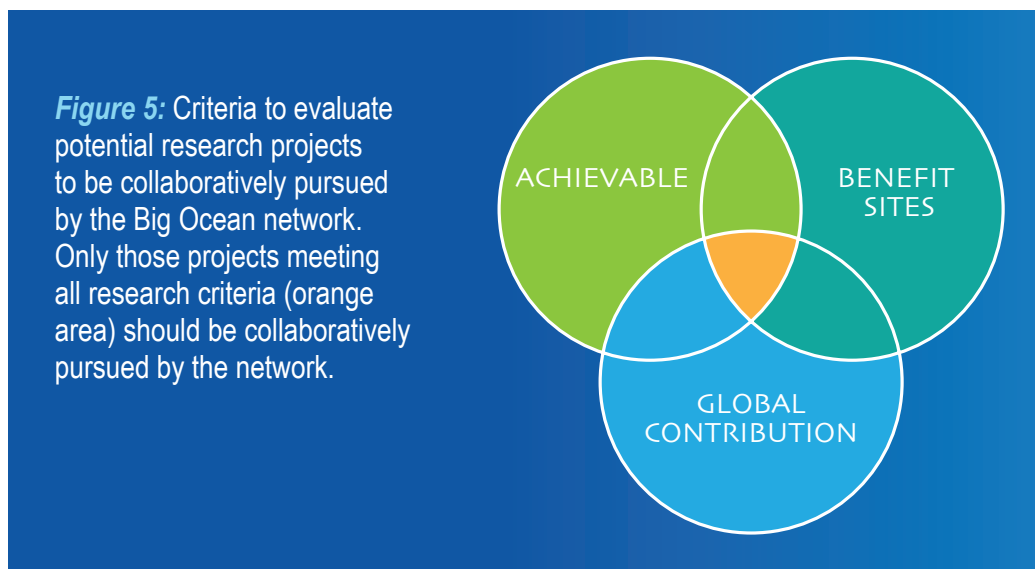 Figure 5: Criteria to evaluate
potential research projects
to be collaboratively pursued
by the Big Ocean network.
Only those projects meeting
all research criteria (orange
area) should be collaboratively
pursued by the network.
ACHIEVABLE
BENEFIT
SITES
GLOBAL
CONTRIBUTION